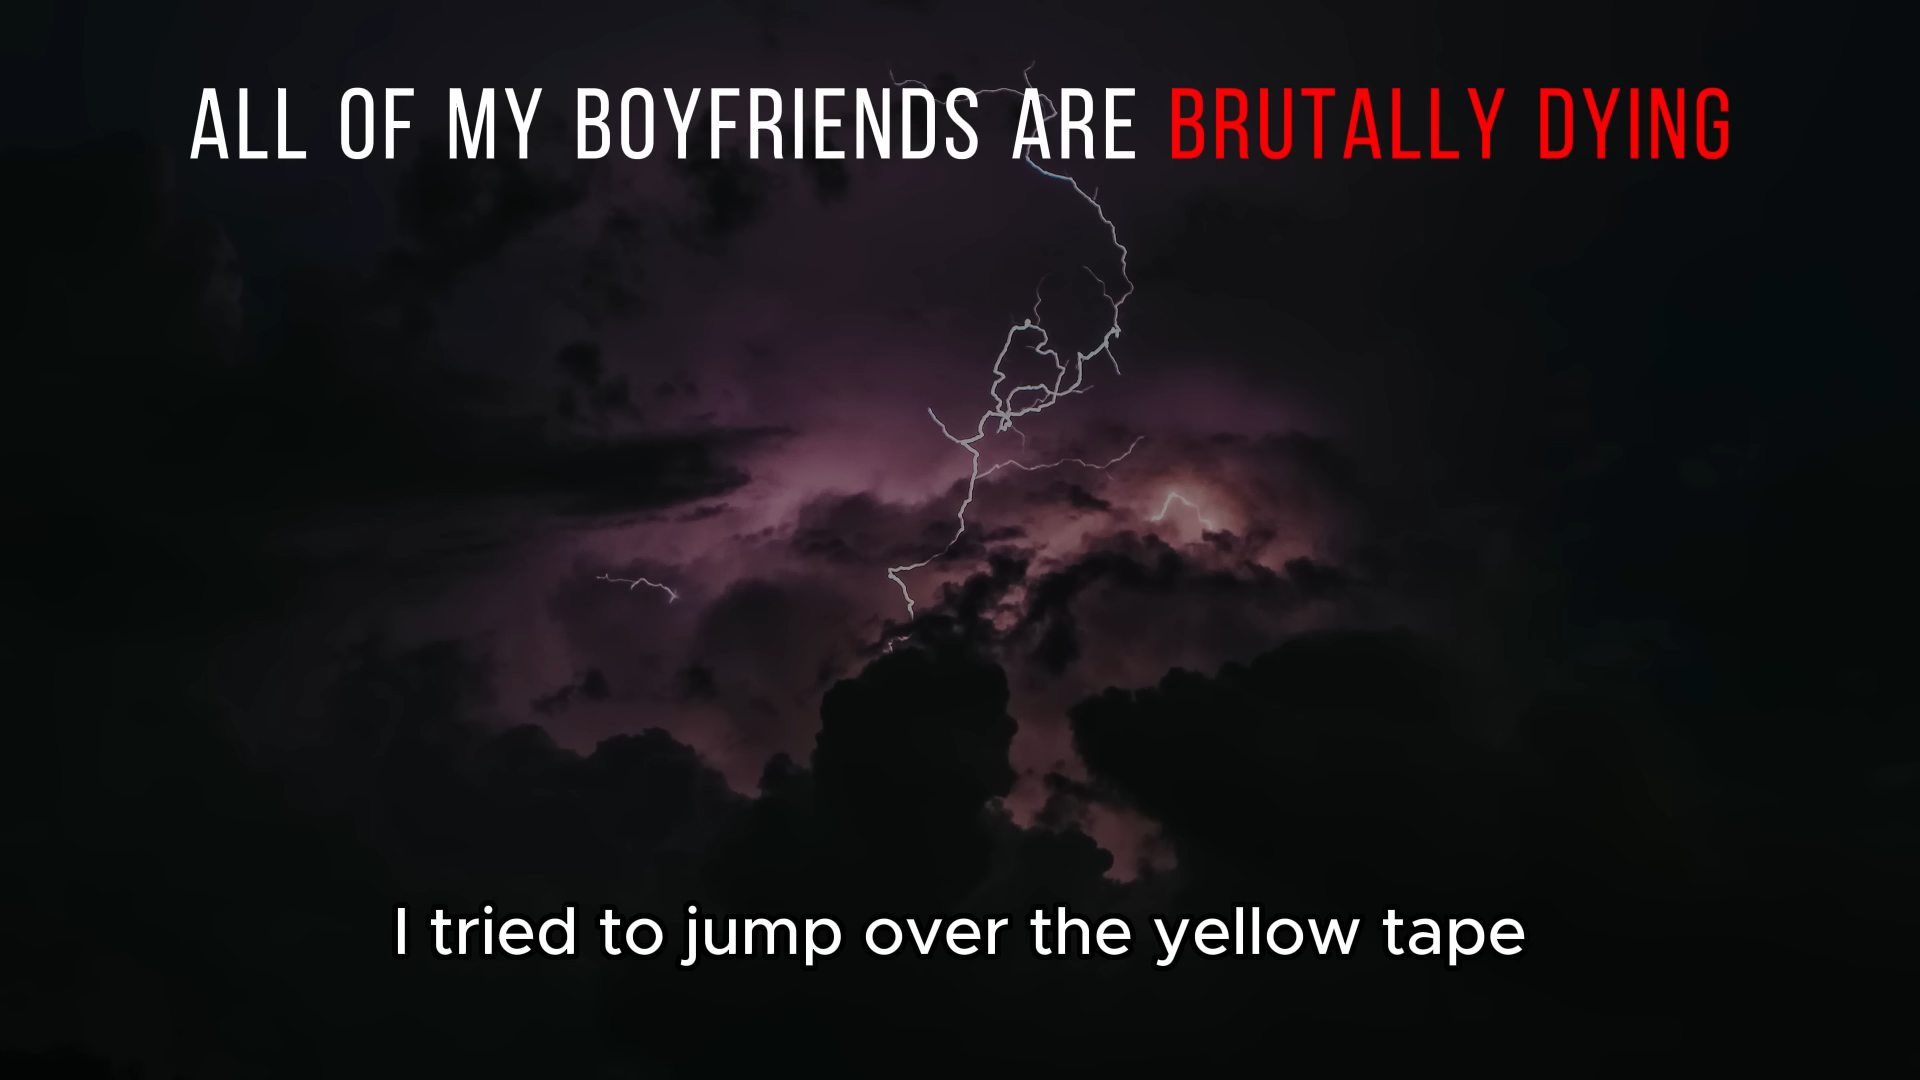 ALL OF MY BOYFRIENDS ARE BRUTALLY DYING
I tried to jump over the yellow tape